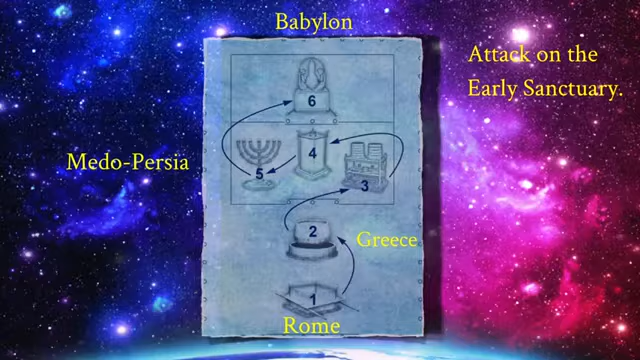 Babylon
Attack on the
Early Sanctuary.
6
Medo-Persia
4
5
3
2
Greece
1
Rome